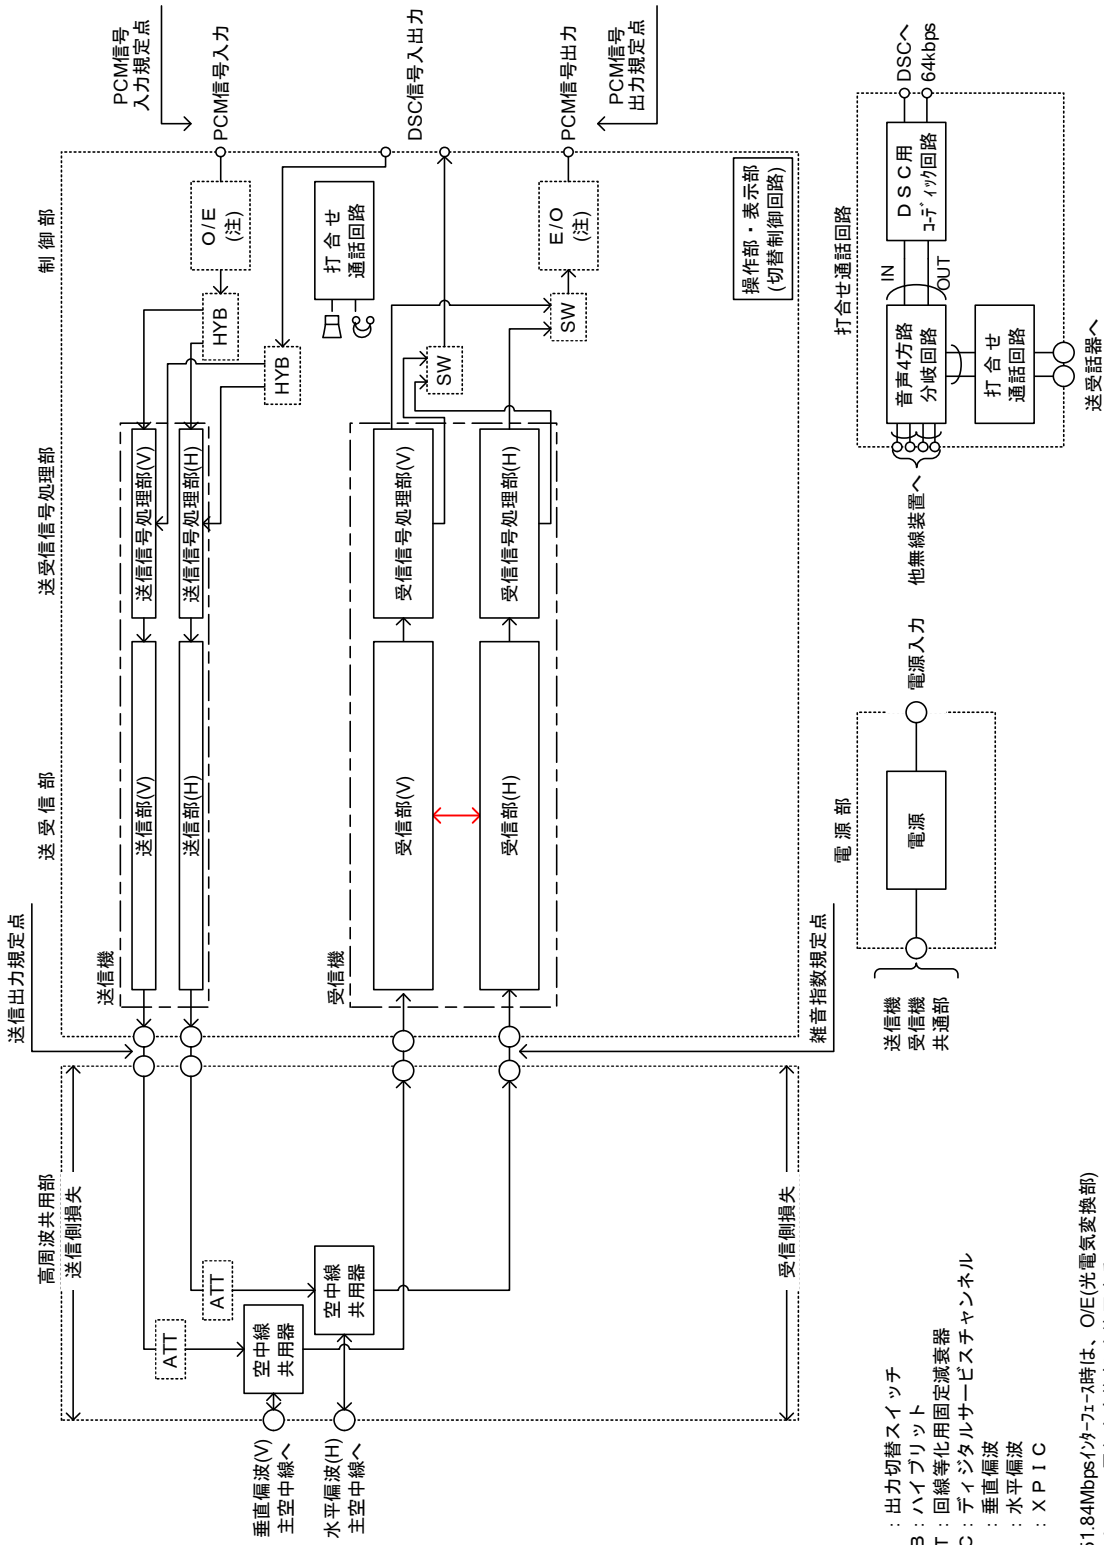 PCM信号
入力規定点
PCM信号入力
DSC信号入出力
PCM信号出力
PCM信号
出力規定点
制御部
O/E
(注)
HYB
打合せ
通話回路
HYB
SW
E/O
(注)
SW
操作部・表示部
(切替制御回路)
送受信信号処理部
送信信号処理部(V)
送信信号処理部(H)
受信信号処理部(V)
受信信号処理部(H)
送受信部
送信部(V)
送信部(H)
送信機
受信部(V)
受信部(H)
受信機
送信出力規定点
雑音指数規定点
高周波共用部
送信側損失
受信側損失
ATT
ATT
空中線
共用器
空中線
共用器
垂直偏波(V)
主空中線へ
水平偏波(H)
主空中線へ
打合せ通話回路
DSCへ
64kbps
DSC用
コーディック回路
IN
OUT
音声4方路
分岐回路
打合せ
通話回路
送受話器へ
他無線装置へ
電源部
電源入力
電源
送信機
受信機
共通部
:出力切替スイッチ
B:ハイブリット
T:回線等化用固定減衰器
C:ディジタルサービスチャンネル
:垂直偏波
:水平偏波
:XPIC
51.84Mbpsインターフェース時は、O/E(光電気変換部)